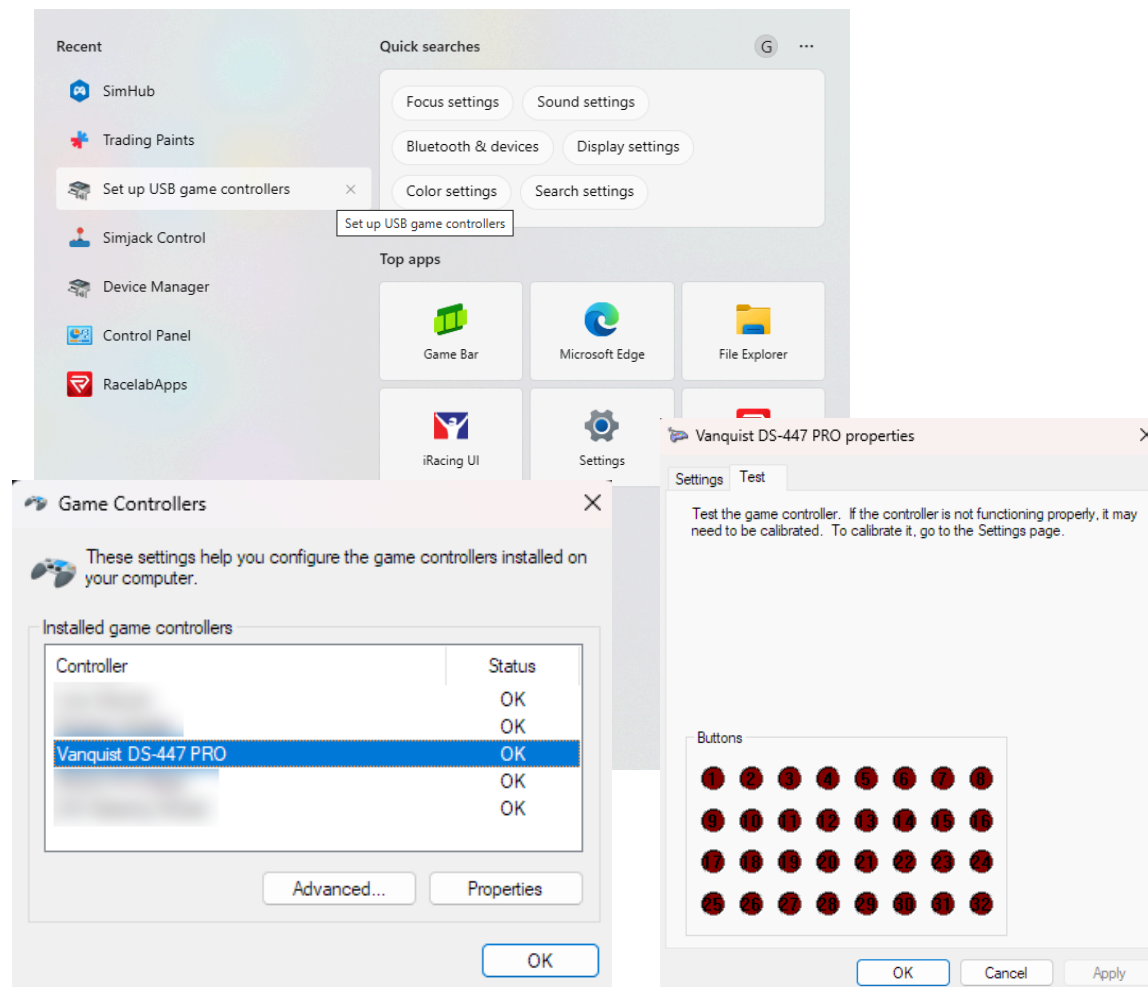 Recent
Quick searches
G
SimHub
Trading Paints
Set up USB game controllers
Simjack Control
Device Manager
Control Panel
RacelabApps
Focus settings
Sound settings
Bluetooth & devices
Display settings
Color settings
Search settings
Set up USB game controllers
Top apps
Game Bar
Microsoft Edge
File Explorer
iRacing UI
Settings
Game Controllers
These settings help you configure the game controllers installed on
your computer.
Installed game controllers
Controller Status
OK
OK
Vanquist DS-447 PRO OK
OK
OK
Advanced... Properties
OK
Vanquist DS-447 PRO properties
Settings Test
Test the game controller. If the controller is not functioning properly, it may
need to be calibrated. To calibrate it, go to the Settings page.
Buttons
1 2 3 4 5 6 7 8
9 10 11 12 13 14 15 16
17 18 19 20 21 22 23 24
25 26 27 28 29 30 31 32
OK Cancel Apply